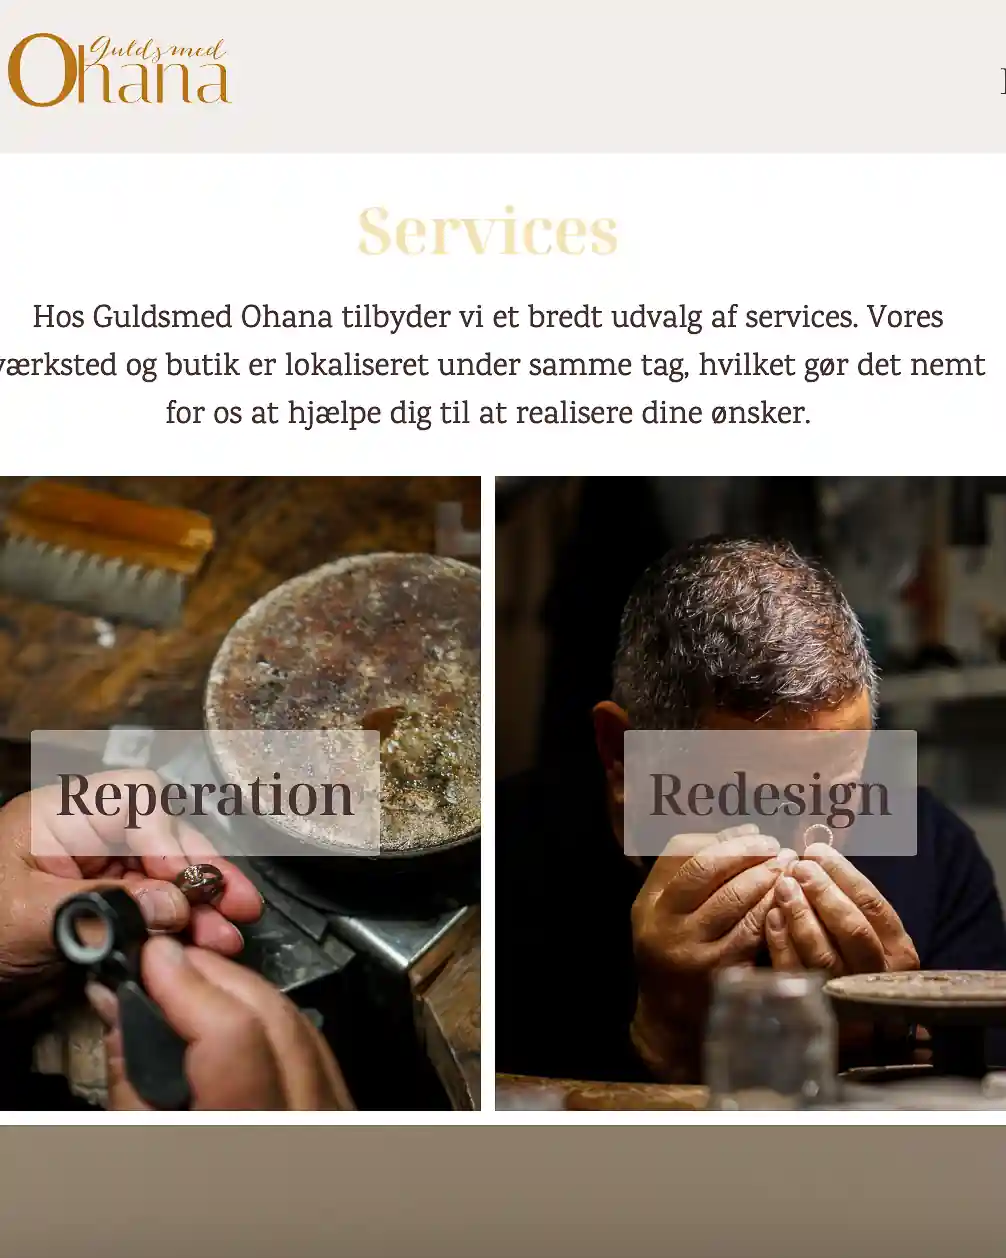 Guldsmed
Ohana
Services
Hos Guldsmed Ohana tilbyder vi et bredt udvalg af services. Vores
værksted og butik er lokaliseret under samme tag, hvilket gør det nemt
for os at hjælpe dig til at realisere dine ønsker.
Reperation
Redesign